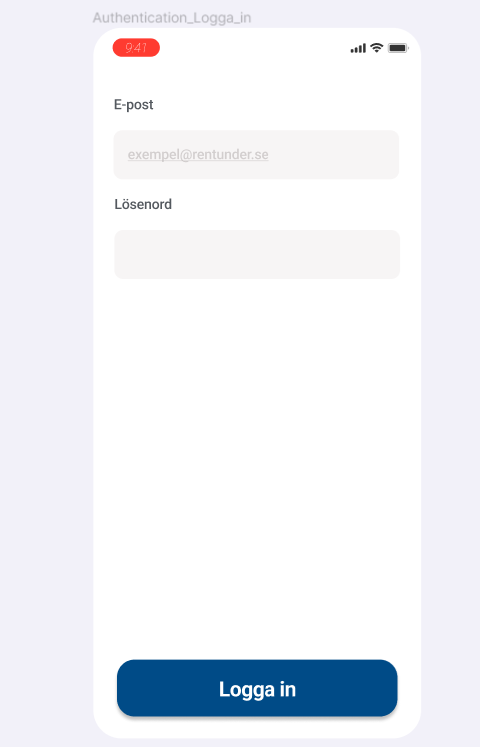 Authentication_Logga_in
9:41
E-post
exempel@rentunder.se
Lösenord
Logga in